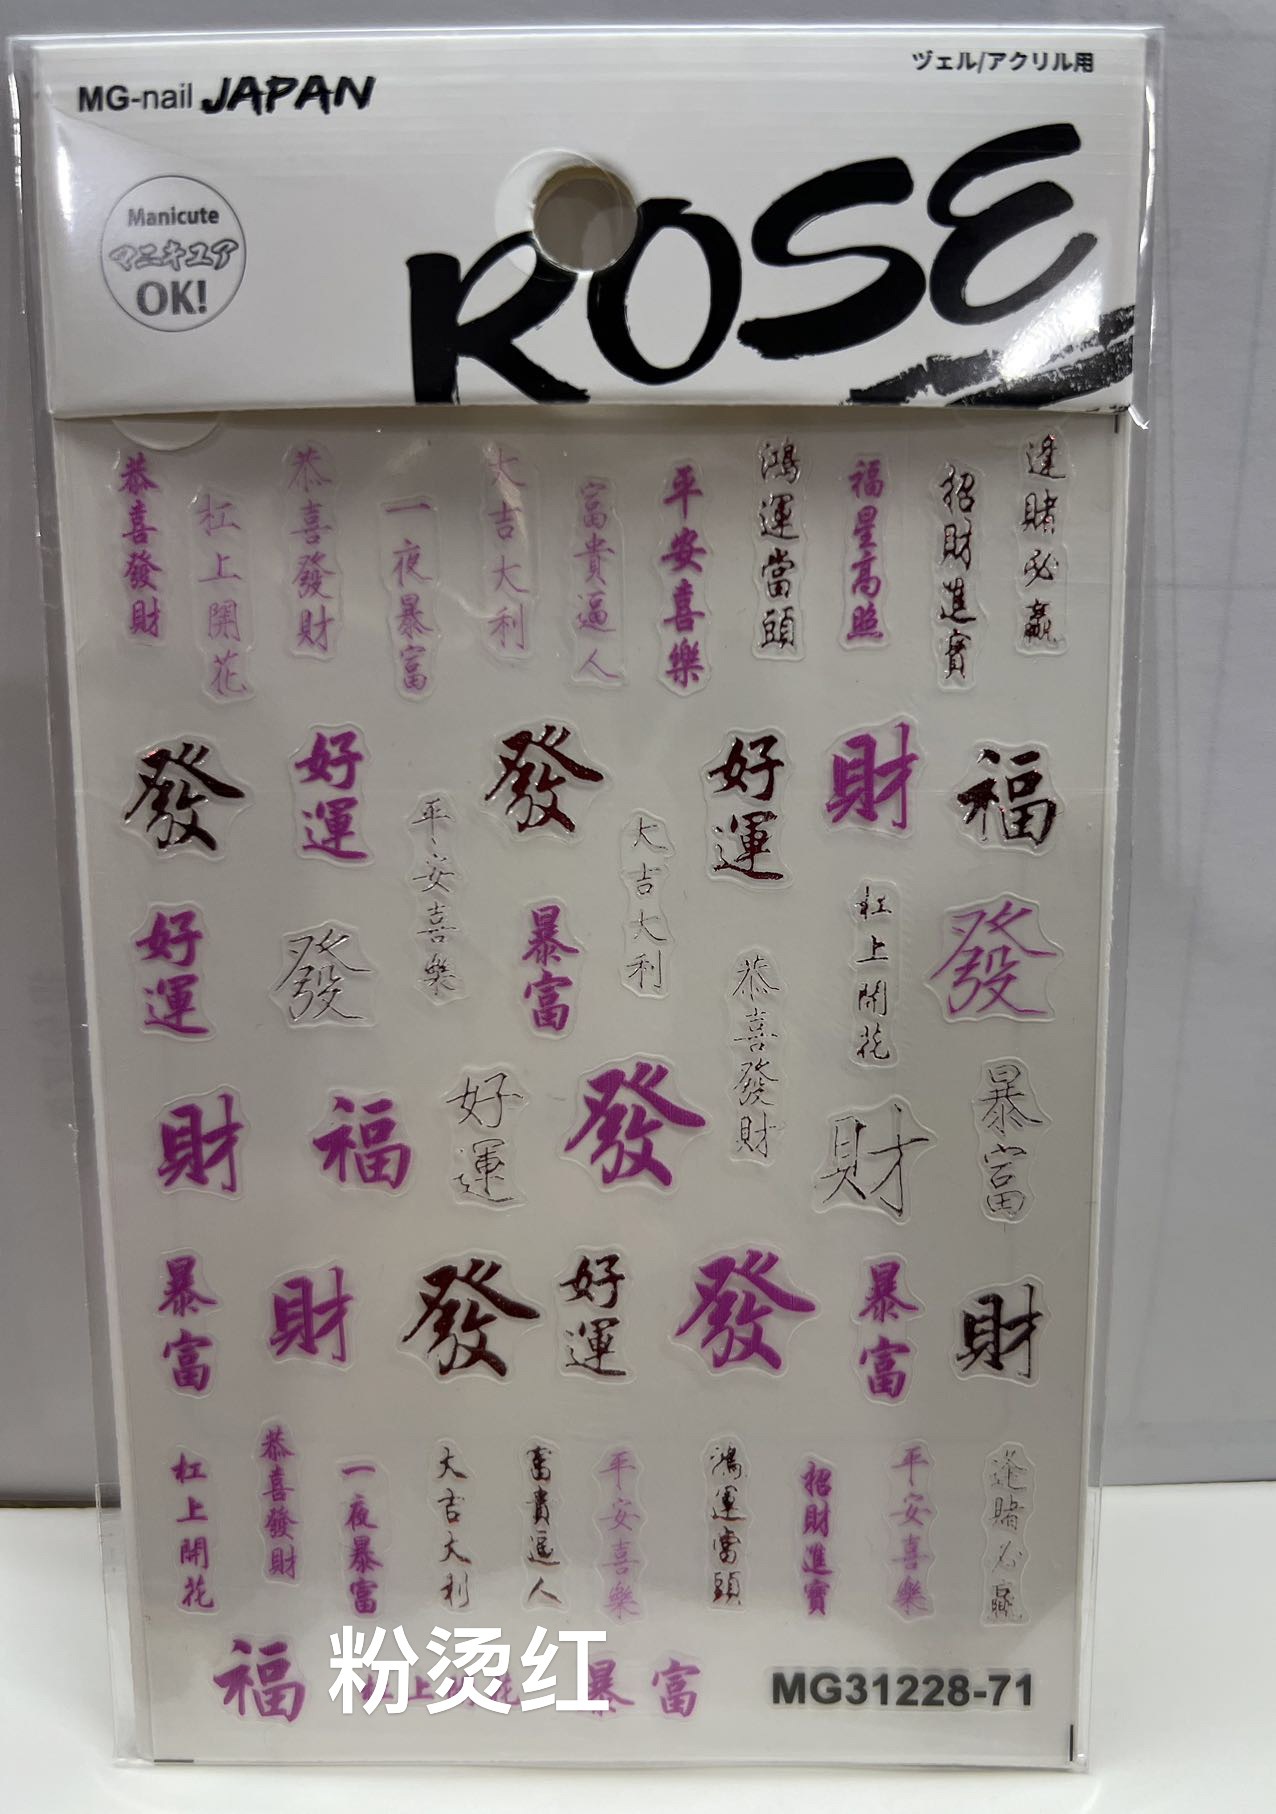 MG-nail JAPAN
ヅェル/アクリル用
Manicute
マニキュア
OK!
ROSE
恭喜發財
杠上開花
恭喜發財
一夜暴富
大吉大利
富貴逼人
平安喜樂
鴻運當頭
福星高照
招財進寶
逢賭必贏
發
好運
發
好運
財
福
平安喜樂
大吉大利
好運
發
暴富
恭喜發財
杠上開花
發
財
福
好運
發
財
暴富
暴富
財
發
好運
發
暴富
財
杠上開花
恭喜發財
一夜暴富
大吉大利
富貴逼人
平安喜樂
鴻運當頭
招財進寶
平安喜樂
逢賭必贏
福
粉烫红
暴富
MG31228-71